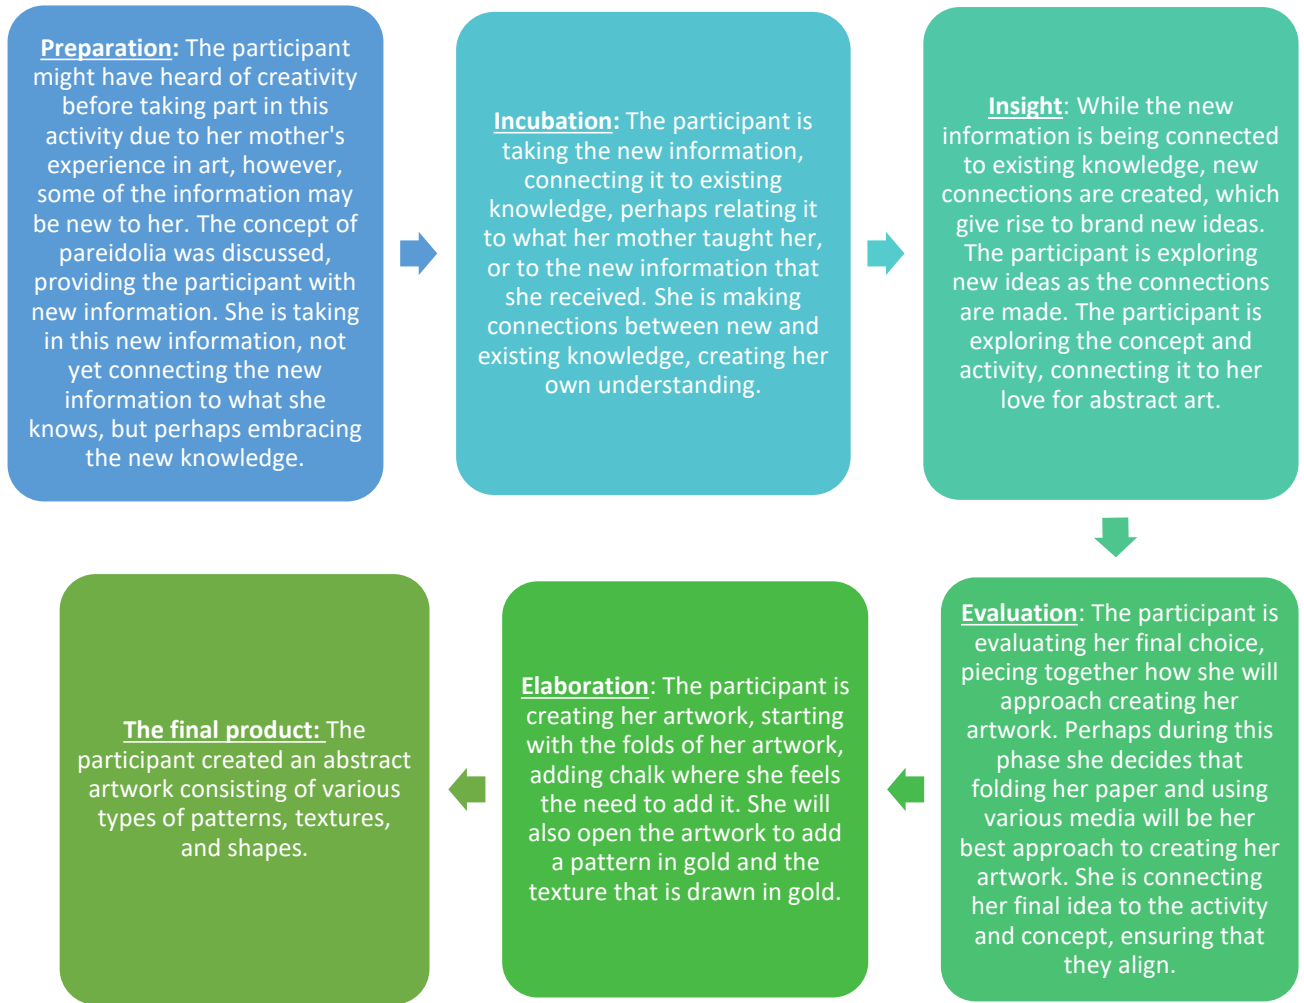 Preparation: The participant
might have heard of creativity
before taking part in this
activity due to her mother's
experience in art, however,
some of the information may
be new to her. The concept of
pareidolia was discussed,
providing the participant with
new information. She is taking
in this new information, not
yet connecting the new
information to what she
knows, but perhaps embracing
the new knowledge.
Incubation: The participant is
taking the new information,
connecting it to existing
knowledge, perhaps relating it
to what her mother taught her,
or to the new information that
she received. She is making
connections between new and
existing knowledge, creating her
own understanding.
Insight: While the new
information is being connected
to existing knowledge, new
connections are created, which
give rise to brand new ideas.
The participant is exploring
new ideas as the connections
are made. The participant is
exploring the concept and
activity, connecting it to her
love for abstract art.
Evaluation: The participant is
evaluating her final choice,
piecing together how she will
approach creating her
artwork. Perhaps during this
phase she decides that
folding her paper and using
various media will be her
best approach to creating her
artwork. She is connecting
her final idea to the activity
and concept, ensuring that
they align.
Elaboration: The participant is
creating her artwork, starting
with the folds of her artwork,
adding chalk where she feels
the need to add it. She will
also open the artwork to add
a pattern in gold and the
texture that is drawn in gold.
The final product: The
participant created an abstract
artwork consisting of various
types of patterns, textures,
and shapes.